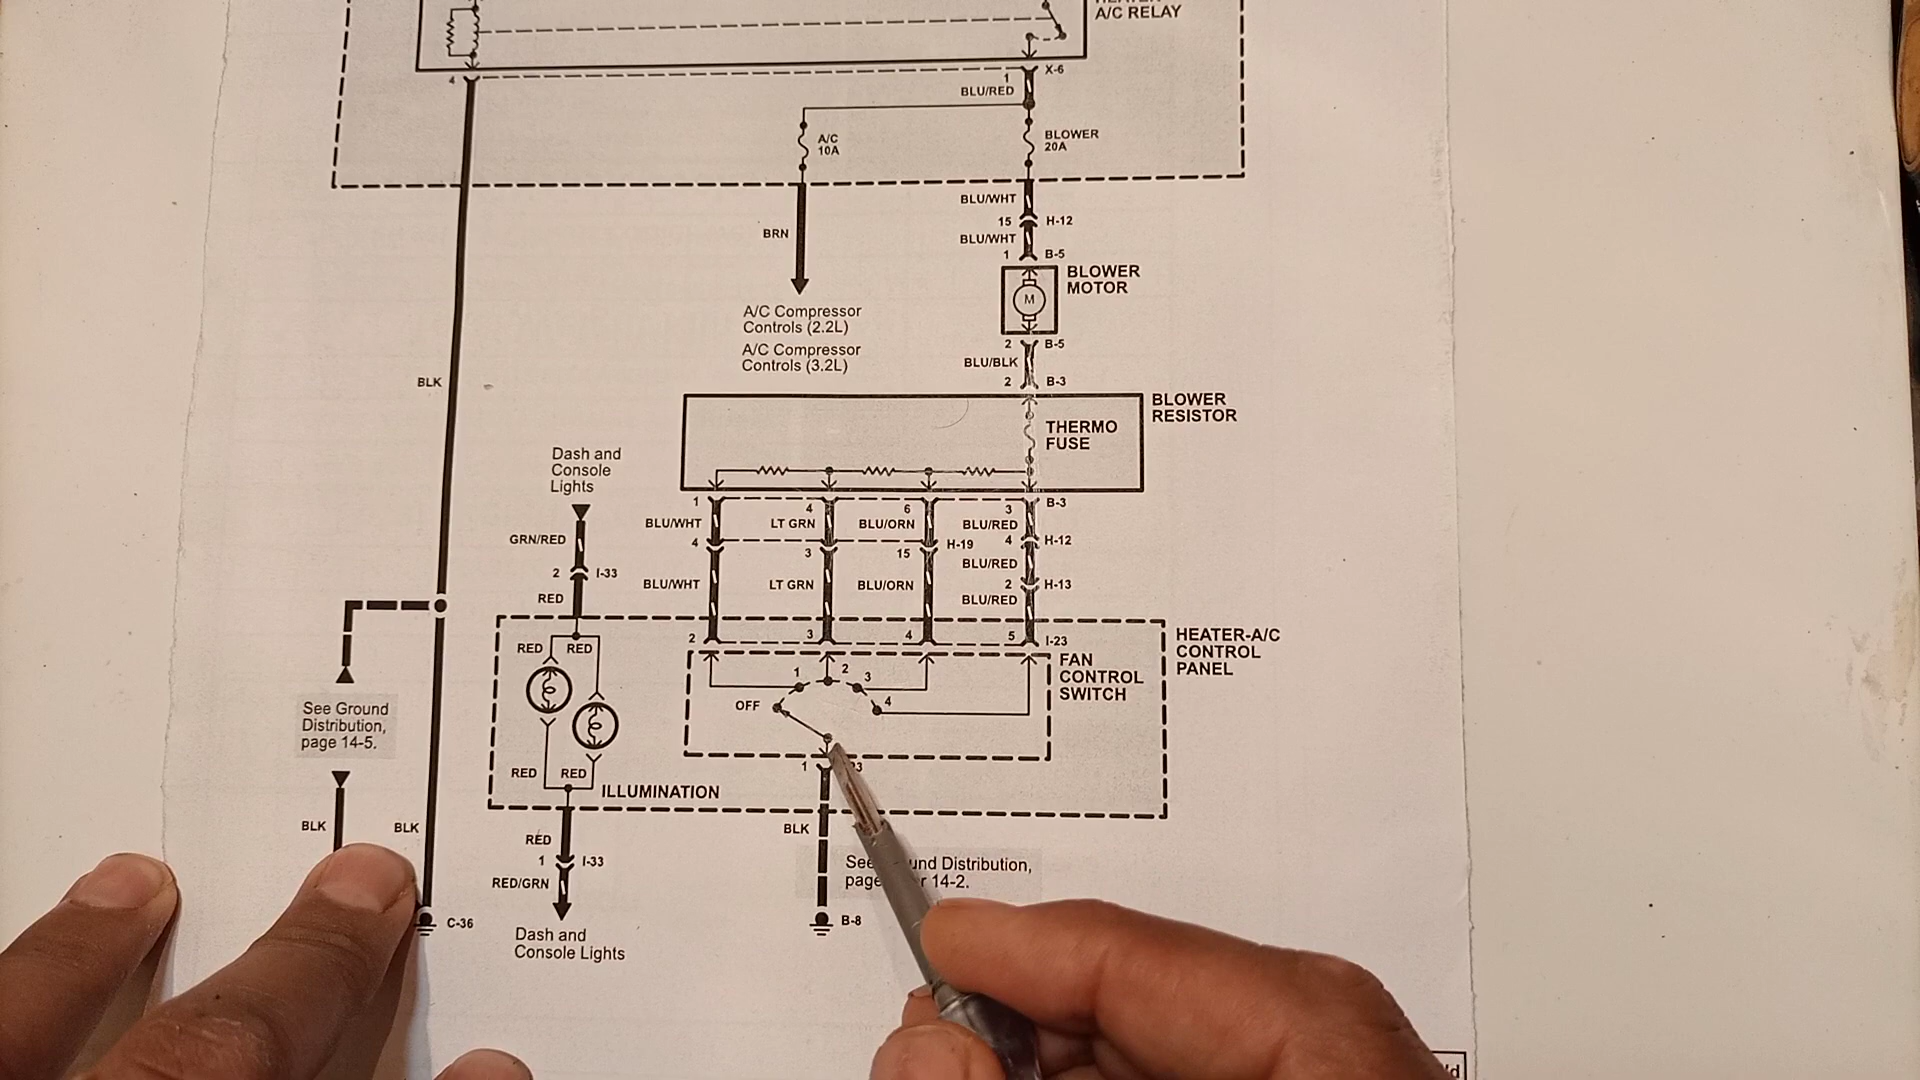 A/C RELAY
4
1
X-6
BLU/RED
A/C
10A
BLOWER
20A
BLU/WHT
15
H-12
BLU/WHT
1
B-5
BRN
BLOWER
MOTOR
M
A/C Compressor
Controls (2.2L)
A/C Compressor
Controls (3.2L)
2
B-5
BLU/BLK
2
B-3
BLK
BLOWER
RESISTOR
THERMO
FUSE
Dash and
Console
Lights
1
4
6
3
B-3
BLU/WHT
LT GRN
BLU/ORN
BLU/RED
GRN/RED
4
3
15
H-19
4
H-12
BLU/RED
2
I-33
BLU/WHT
LT GRN
BLU/ORN
2
H-13
RED
BLU/RED
2
3
4
5
I-23
HEATER-A/C
CONTROL
PANEL
RED
RED
FAN
CONTROL
SWITCH
1
2
3
4
OFF
See Ground
Distribution,
page 14-5.
1
RED
RED
ILLUMINATION
BLK
BLK
BLK
RED
1
I-33
RED/GRN
14-2.
C-36
B-8
Dash and
Console Lights